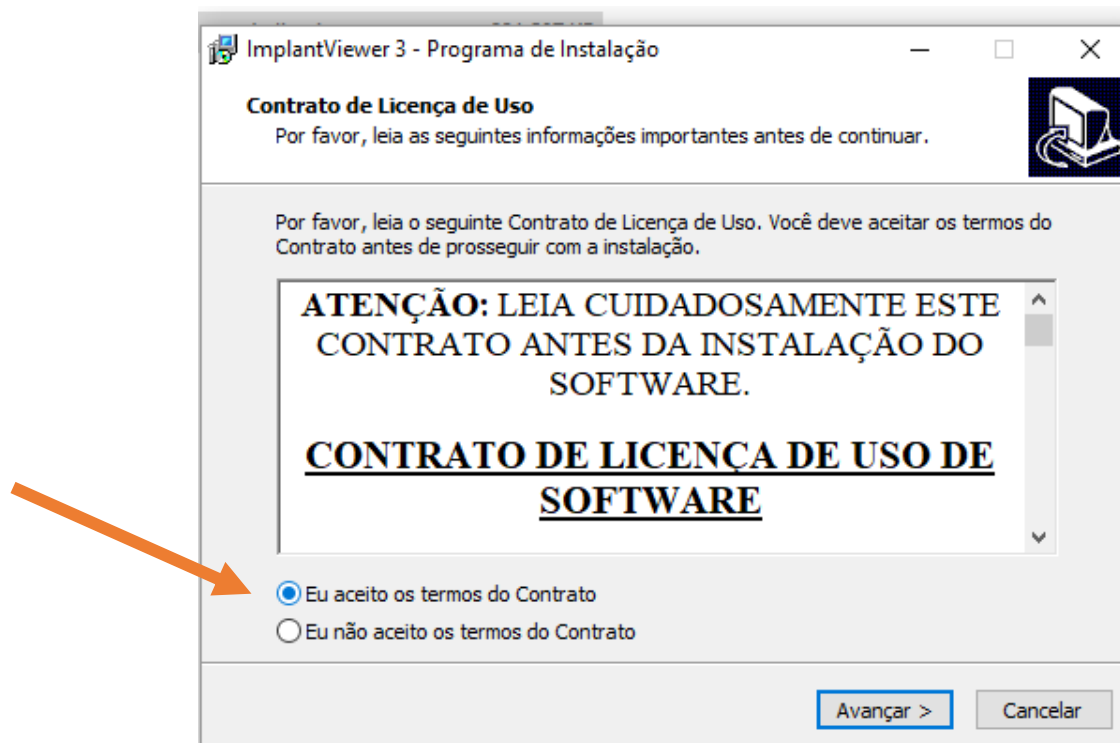 ImplantViewer 3 - Programa de Instalação
Contrato de Licença de Uso
Por favor, leia as seguintes informações importantes antes de continuar.
Por favor, leia o seguinte Contrato de Licença de Uso. Você deve aceitar os termos do
Contrato antes de prosseguir com a instalação.
ATENÇÃO: LEIA CUIDADOSAMENTE ESTE
CONTRATO ANTES DA INSTALAÇÃO DO
SOFTWARE.
CONTRATO DE LICENÇA DE USO DE
SOFTWARE
Eu aceito os termos do Contrato
Eu não aceito os termos do Contrato
Avançar >
Cancelar